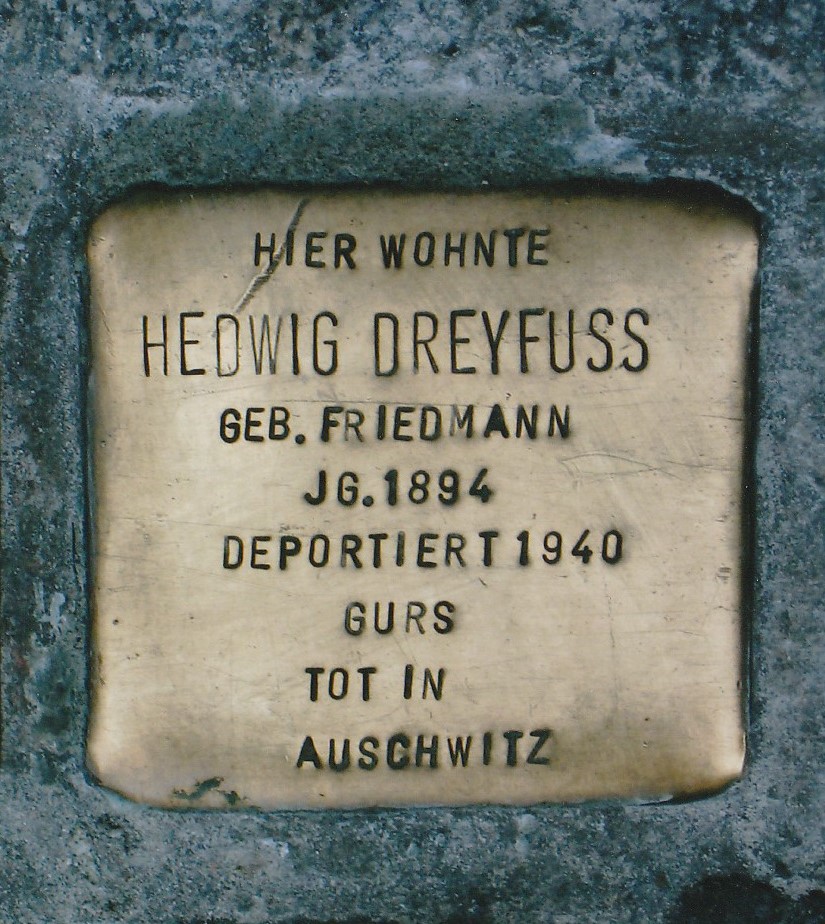 HIER WOHNTE
HEDWIG DREYFUSS
GEB. FRIEDMANN
JG. 1894
DEPORTIERT 1940
GURS
TOT IN
AUSCHWITZ